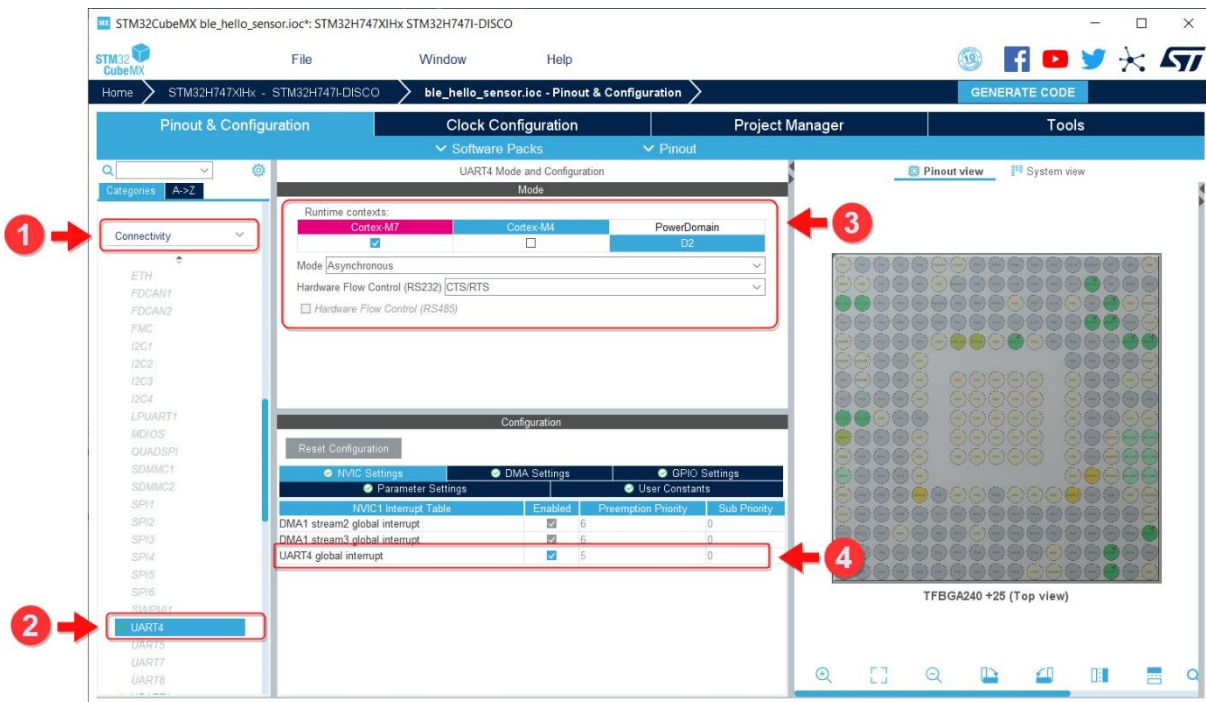 MX STM32CubeMX ble_hello_sensor.ioc*: STM32H747XIHx STM32H747I-DISCO
STM32 CubeMX
File Window Help
10
ST
Home STM32H747XIHx - STM32H747I-DISCO ble_hello_sensor.ioc - Pinout & Configuration GENERATE CODE
Pinout & Configuration Clock Configuration Project Manager Tools
Software Packs Pinout
UART4 Mode and Configuration
Pinout view System view
Categories A->Z
Mode
1
Connectivity
Runtime contexts:
Cortex-M7 Cortex-M4 PowerDomain
D2
3
Mode Asynchronous
Hardware Flow Control (RS232) CTS/RTS
Hardware Flow Control (RS485)
ETH
FDCAN1
FDCAN2
FMC
I2C1
I2C2
I2C3
I2C4
LPUART1
MDIOS
QUADSPI
SDMMC1
SDMMC2
SPI1
SPI2
SPI3
SPI4
SPI5
SPI6
SWPMI1
2
UART4
UART5
UART7
UART8
Configuration
Reset Configuration
NVIC Settings DMA Settings GPIO Settings
Parameter Settings User Constants
NVIC1 Interrupt Table Enabled Preemption Priority Sub Priority
DMA1 stream2 global interrupt 6 0
DMA1 stream3 global interrupt 6 0
UART4 global interrupt 5 0
4
TFBGA240 +25 (Top view)